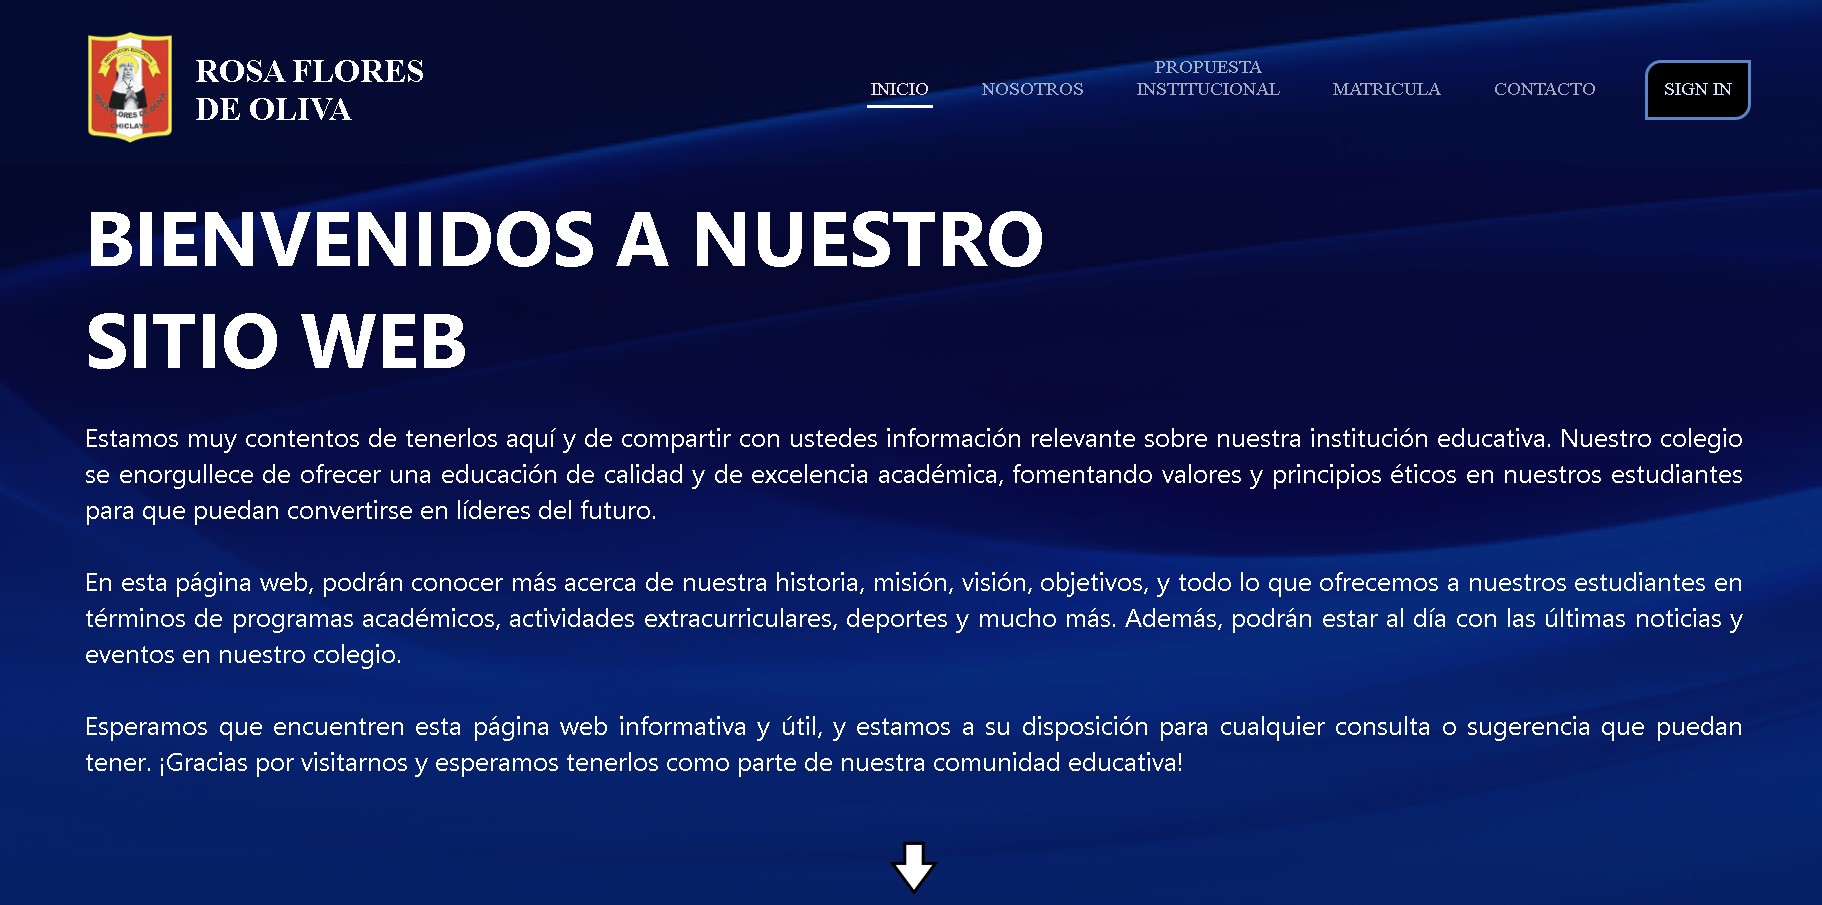 ROSA FLORES
DE OLIVA
INICIO
NOSOTROS
PROPUESTA
INSTITUCIONAL
MATRICULA
CONTACTO
SIGN IN
BIENVENIDOS A NUESTRO
SITIO WEB
Estamos muy contentos de tenerlos aquí y de compartir con ustedes información relevante sobre nuestra institución educativa. Nuestro colegio
se enorgullece de ofrecer una educación de calidad y de excelencia académica, fomentando valores y principios éticos en nuestros estudiantes
para que puedan convertirse en líderes del futuro.
En esta página web, podrán conocer más acerca de nuestra historia, misión, visión, objetivos, y todo lo que ofrecemos a nuestros estudiantes en
términos de programas académicos, actividades extracurriculares, deportes y mucho más. Además, podrán estar al día con las últimas noticias y
eventos en nuestro colegio.
Esperamos que encuentren esta página web informativa y útil, y estamos a su disposición para cualquier consulta o sugerencia que puedan
tener. ¡Gracias por visitarnos y esperamos tenerlos como parte de nuestra comunidad educativa!